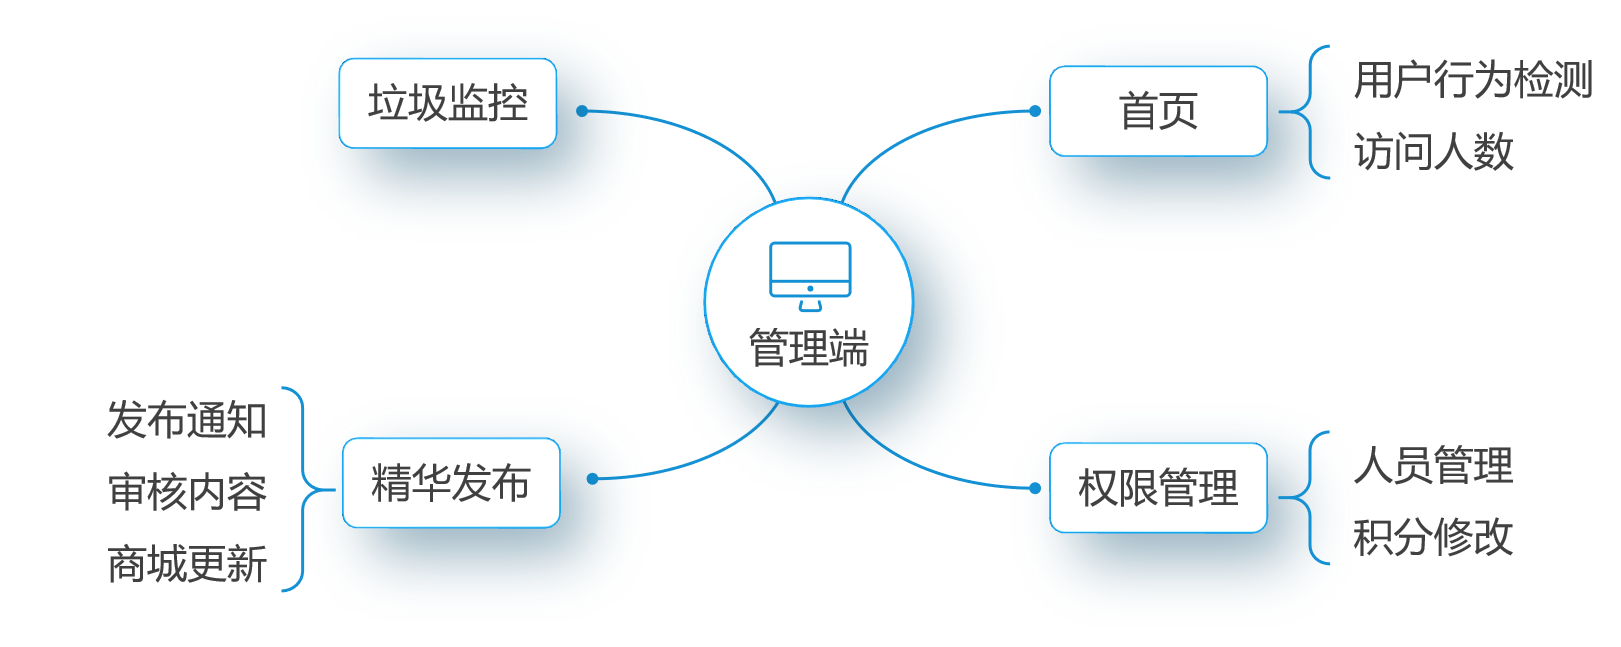 垃圾监控
首页
用户行为检测
访问人数
管理端
发布通知
审核内容
商城更新
精华发布
权限管理
人员管理
积分修改